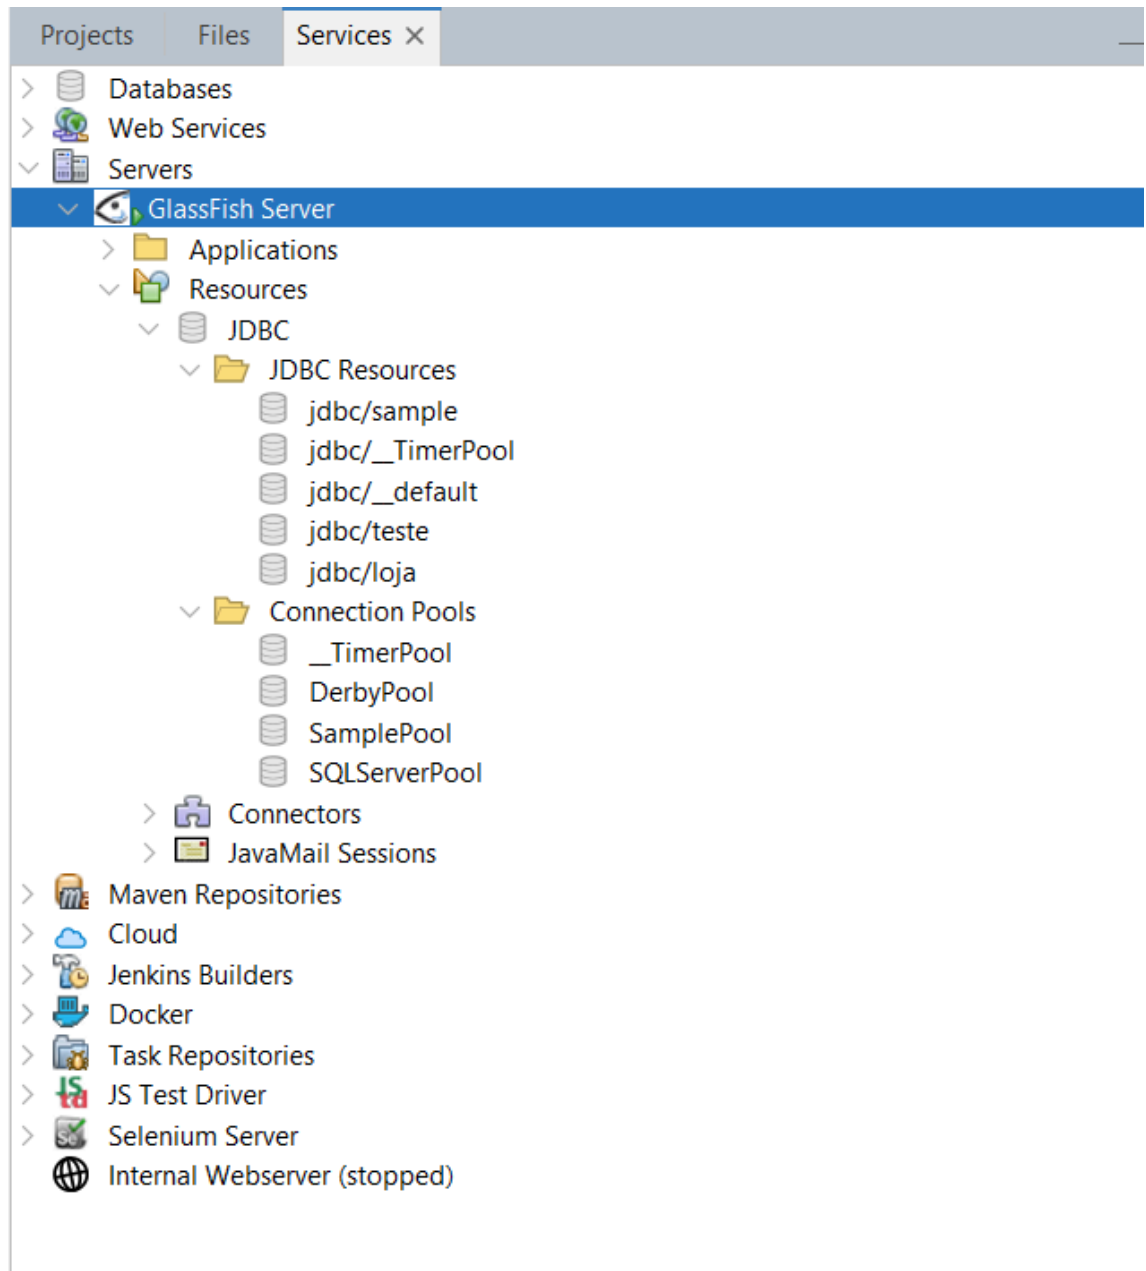 Projects Files Services
Databases
Web Services
Servers
GlassFish Server
Applications
Resources
JDBC
JDBC Resources
jdbc/sample
jdbc/__TimerPool
jdbc/__default
jdbc/teste
jdbc/loja
Connection Pools
__TimerPool
DerbyPool
SamplePool
SQLServerPool
Connectors
JavaMail Sessions
Maven Repositories
Cloud
Jenkins Builders
Docker
Task Repositories
JS Test Driver
Selenium Server
Internal Webserver (stopped)